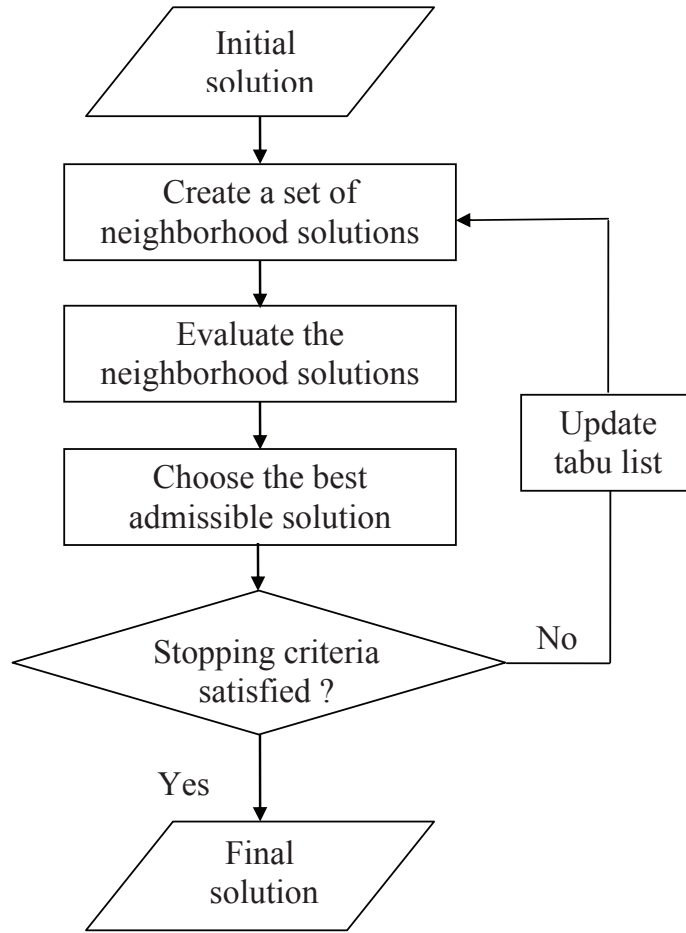 Initial
solution
Create a set of
neighborhood solutions
Evaluate the
neighborhood solutions
Update
tabu list
Choose the best
admissible solution
No
Stopping criteria
satisfied ?
Yes
Final
solution